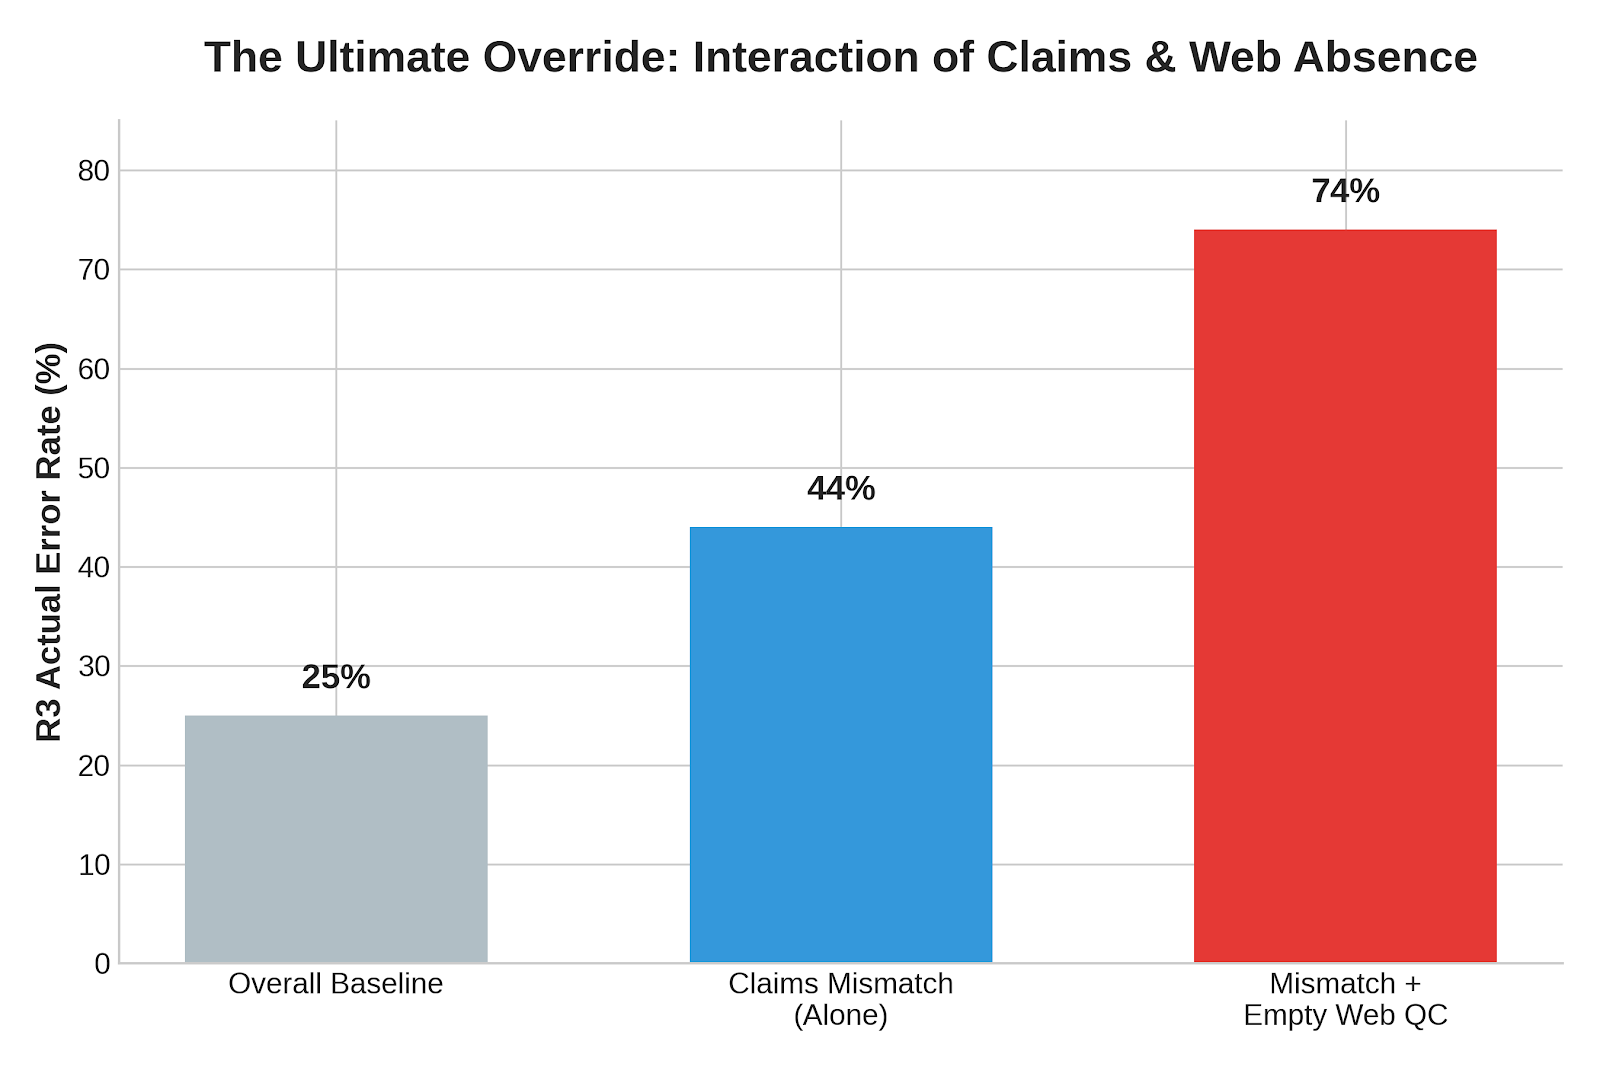 The Ultimate Override: Interaction of Claims & Web Absence
R3 Actual Error Rate (%)
80
70
60
50
40
30
20
10
0
25%
44%
74%
Overall Baseline
Claims Mismatch
(Alone)
Mismatch +
Empty Web QC